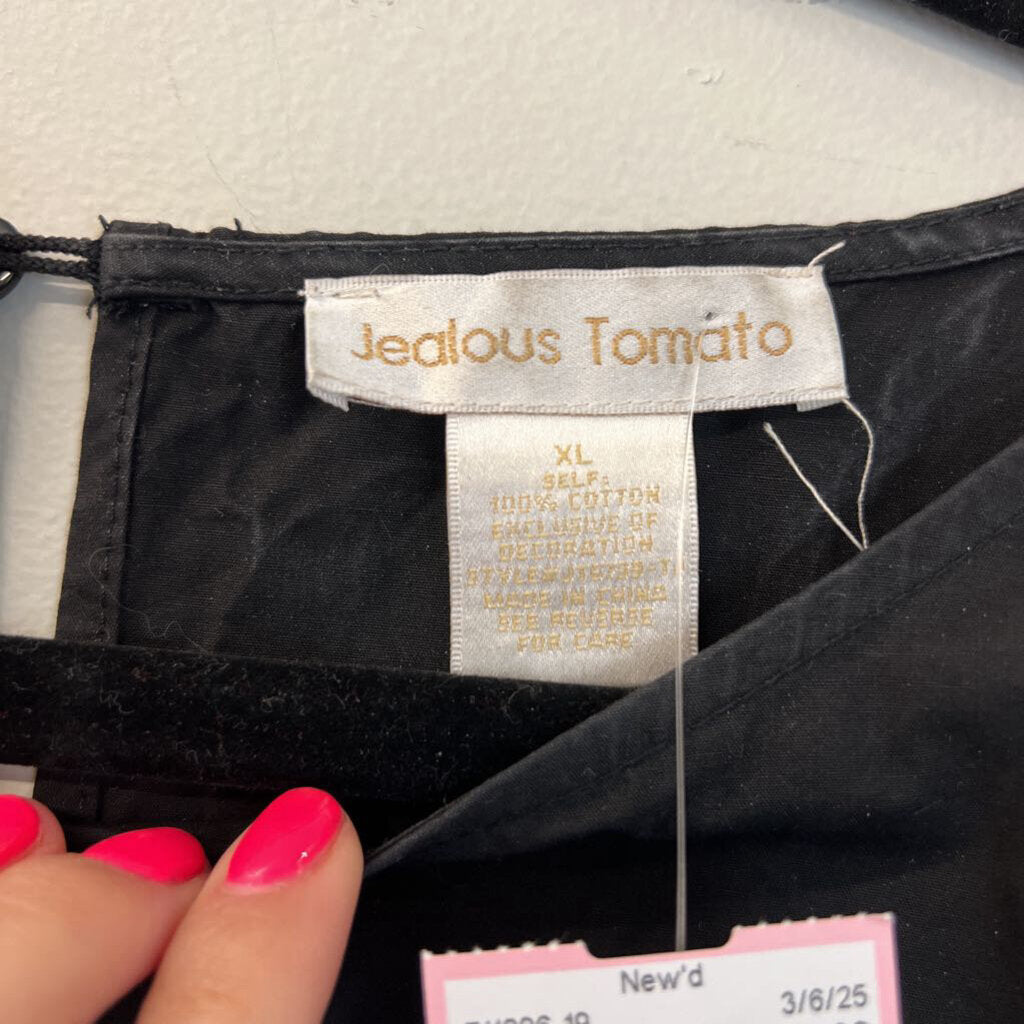 Jealous Tomato
XL
SELF:
100% COTTON
EXCLUSIVE OF
DECORATION
MADE IN CHINA
SEE REVERSE
FOR CARE
New'd
3/6/25